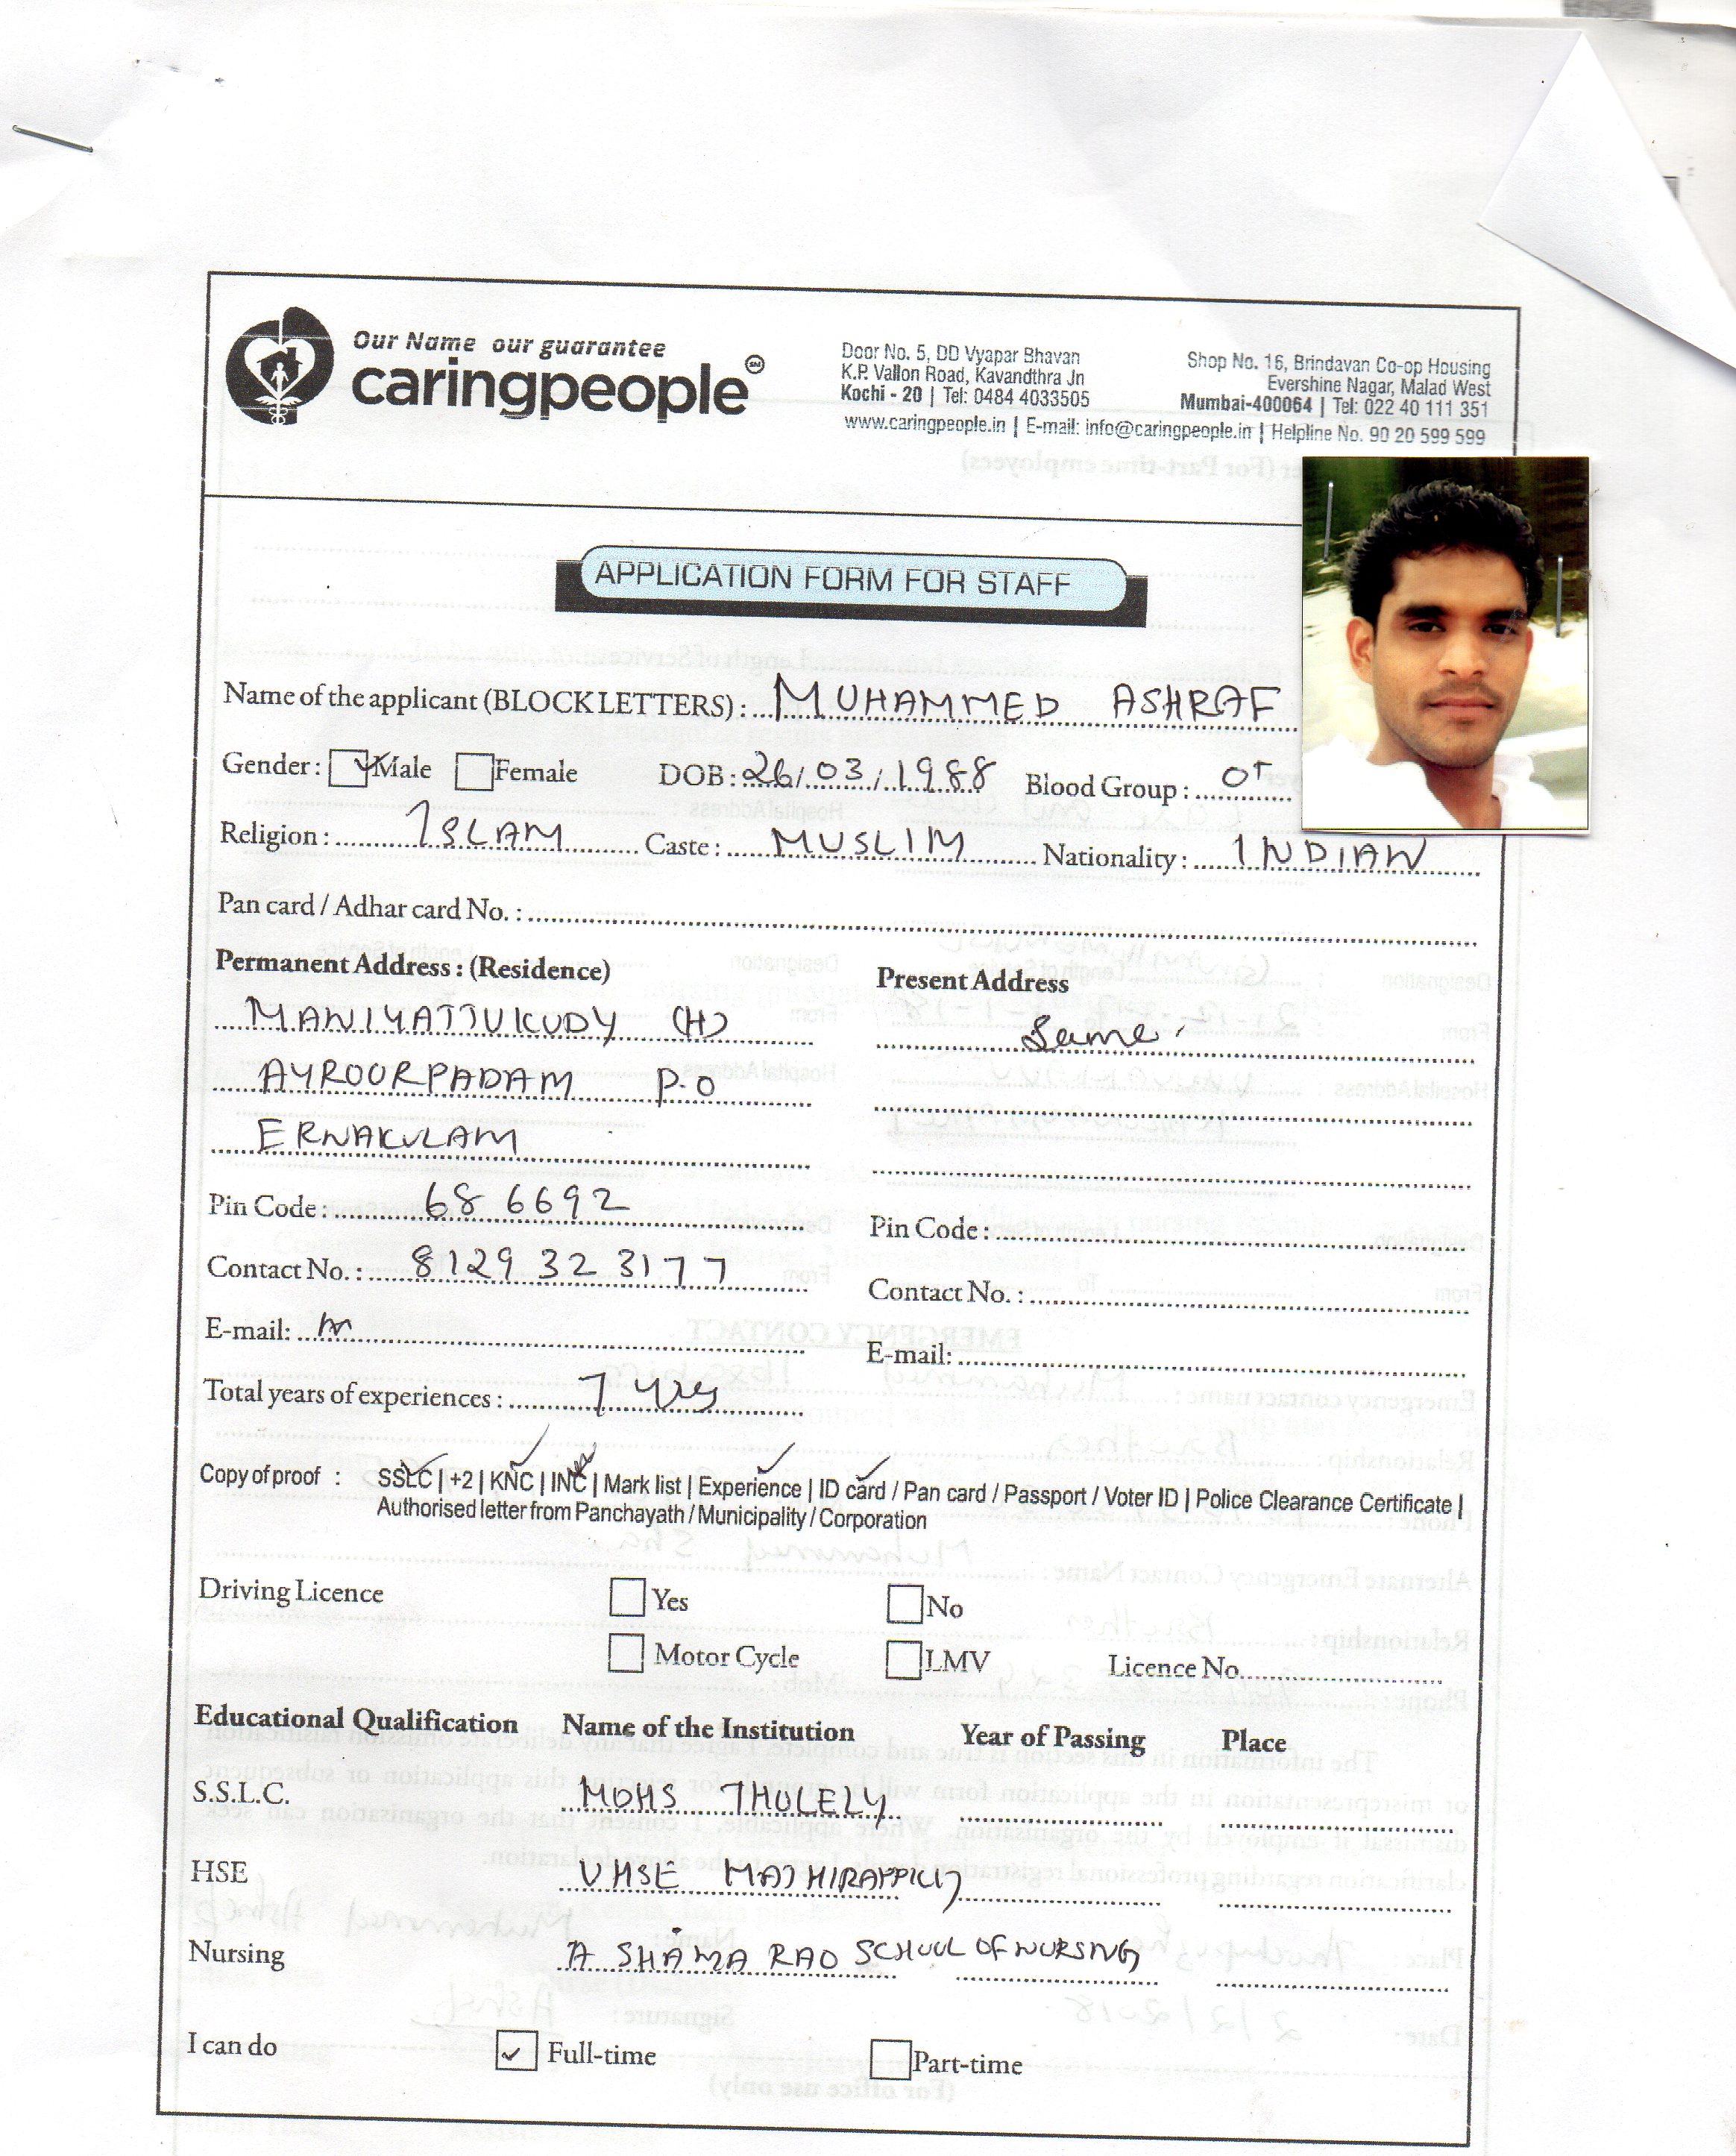 Our Name our guarantee
caringpeople SM
Door No. 5, DD Vyapar Bhavan
K.P. Vallon Road, Kavandthra Jn
Kochi - 20 | Tel: 0484 4033505
Shop No. 16, Brindavan Co-op Housing
Evershine Nagar, Malad West
Mumbai-400064 | Tel: 022 40 111 351
www.caringpeople.in | E-mail: info@caringpeople.in | Helpline No. 90 20 599 599
APPLICATION FORM FOR STAFF
Name of the applicant (BLOCK LETTERS) : MUHAMMED ASHRAF
Gender : Male Female DOB : 26/03/1988 Blood Group : O+
Religion : ISLAM Caste : MUSLIM Nationality : INDIAN
Pan card / Adhar card No. :
Permanent Address : (Residence) Present Address
MANIYATTUKUDY (H) Same
AYROORPADAM P.O
ERNAKULAM
Pin Code : 68 6692 Pin Code :
Contact No. : 8129 32 3177 Contact No. :
E-mail: E-mail:
Total years of experiences : 7 yrs
Copy of proof : SSLC | +2 | KNC | INC | Mark list | Experience | ID card / Pan card / Passport / Voter ID | Police Clearance Certificate |
Authorised letter from Panchayath / Municipality / Corporation
Driving Licence Yes No
Motor Cycle LMV Licence No.
Educational Qualification Name of the Institution Year of Passing Place
S.S.L.C. MDHS THOLELY
HSE VHSE MATHIRAPPILLY
Nursing A SHAMA RAO SCHOOL OF NURSING
I can do Full-time Part-time